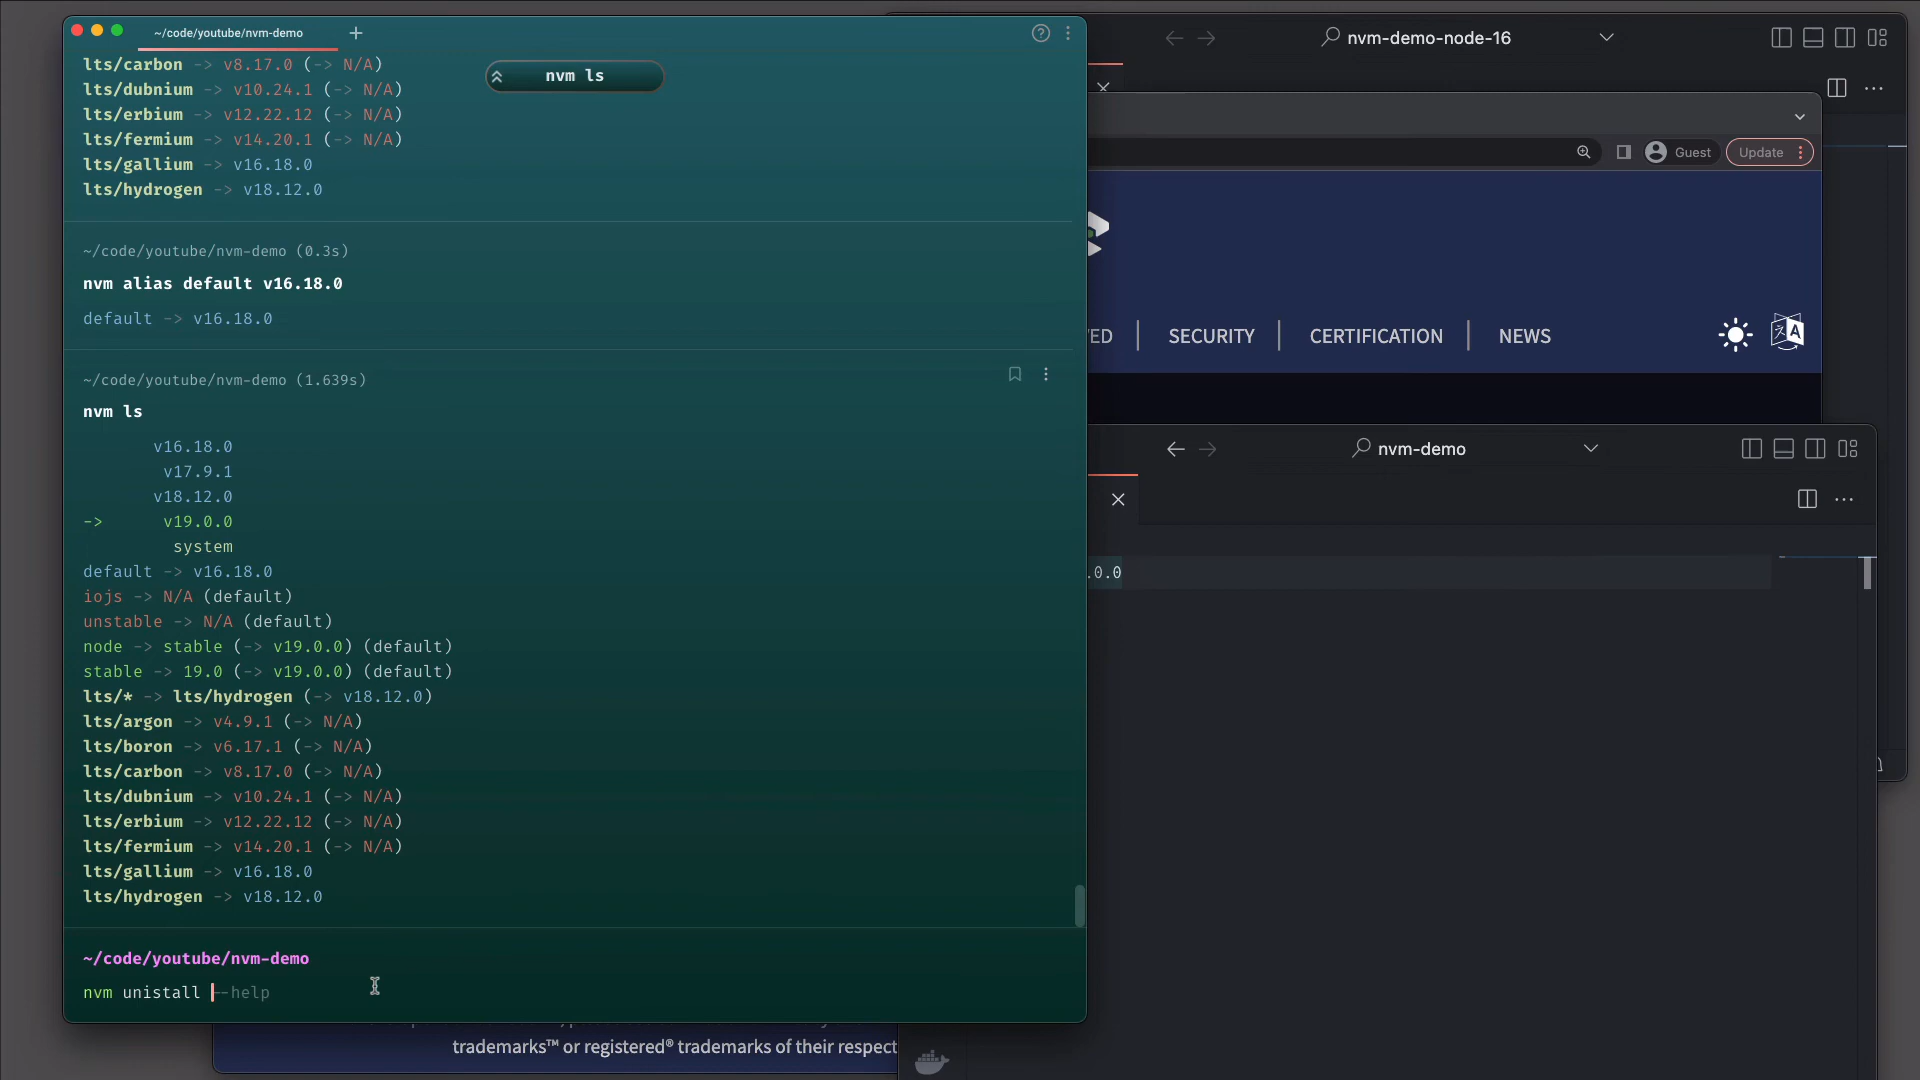 ~/code/youtube/nvm-demo
lts/carbon -> v8.17.0 (-> N/A)
lts/dubnium -> v10.24.1 (-> N/A)
lts/erbium -> v12.22.12 (-> N/A)
lts/fermium -> v14.20.1 (-> N/A)
lts/gallium -> v16.18.0
lts/hydrogen -> v18.12.0
nvm ls
~/code/youtube/nvm-demo (0.3s)
nvm alias default v16.18.0
default -> v16.18.0
~/code/youtube/nvm-demo (1.639s)
nvm ls
v16.18.0
v17.9.1
v18.12.0
-> v19.0.0
system
default -> v16.18.0
iojs -> N/A (default)
unstable -> N/A (default)
node -> stable (-> v19.0.0) (default)
stable -> 19.0 (-> v19.0.0) (default)
lts/* -> lts/hydrogen (-> v18.12.0)
lts/argon -> v4.9.1 (-> N/A)
lts/boron -> v6.17.1 (-> N/A)
lts/carbon -> v8.17.0 (-> N/A)
lts/dubnium -> v10.24.1 (-> N/A)
lts/erbium -> v12.22.12 (-> N/A)
lts/fermium -> v14.20.1 (-> N/A)
lts/gallium -> v16.18.0
lts/hydrogen -> v18.12.0
~/code/youtube/nvm-demo
nvm unistall --help
nvm-demo-node-16
Guest
Update
SECURITY
CERTIFICATION
NEWS
nvm-demo
.0.0
trademarks™ or registered® trademarks of their respect